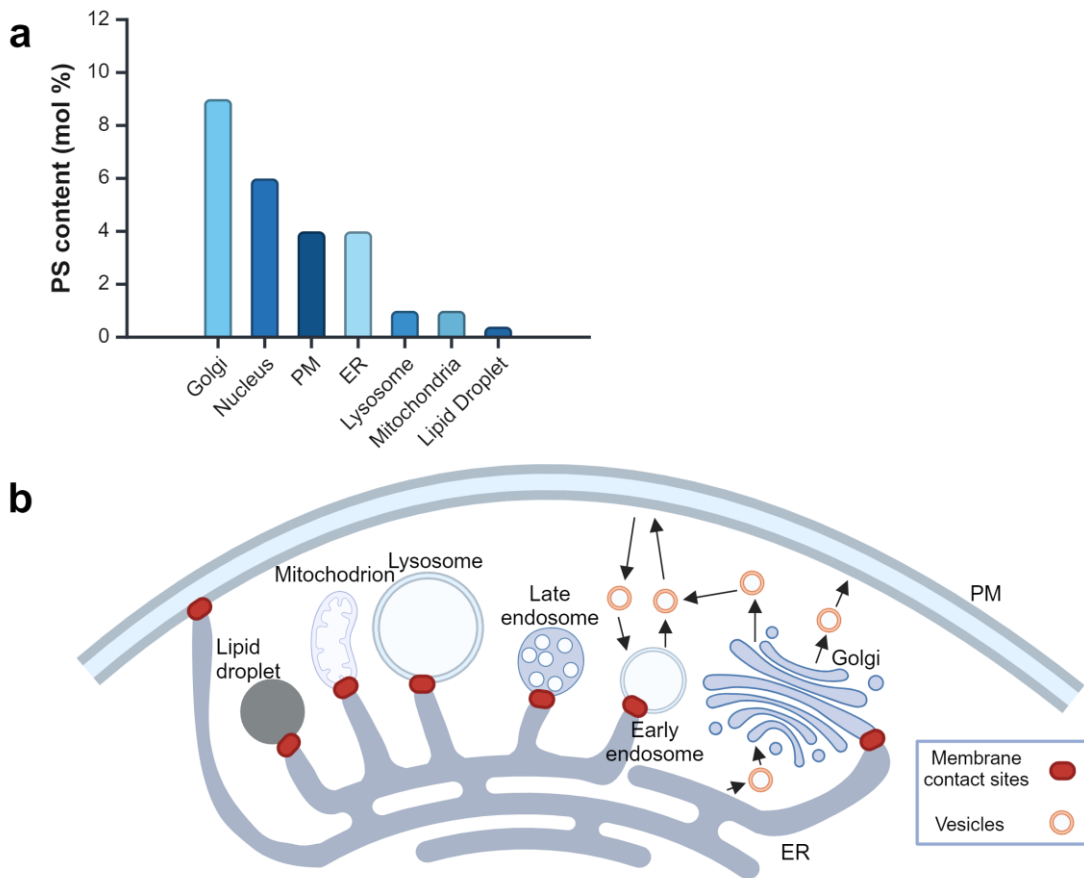 a
PS content (mol %)
12
10
8
6
4
2
0
Golgi
Nucleus
PM
ER
Lysosome
Mitochondria
Lipid Droplet
b
PM
Mitochodrion
Lysosome
Late
endosome
Lipid
droplet
Golgi
Early
endosome
ER
Membrane
contact sites
Vesicles